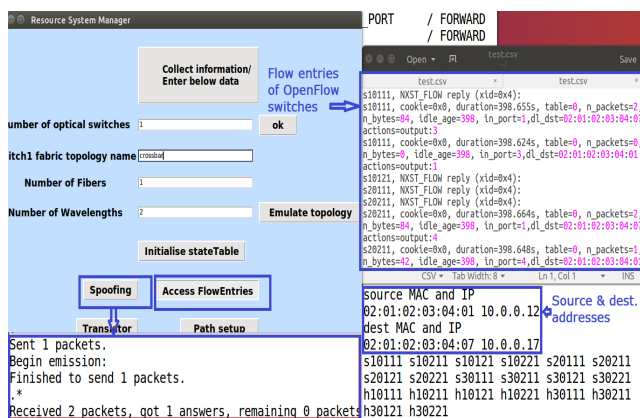 Resource System Manager
Collect information/
Enter below data
Flow entries
of OpenFlow
switches
umber of optical switches 1 ok
itch1 fabric topology name crossbar
Number of Fibers 1
Number of Wavelengths 2 Emulate topology
Initialise stateTable
Spoofing Access FlowEntries
Translator Path setup
Sent 1 packets.
Begin emission:
Finished to send 1 packets.
.*
Received 2 packets, got 1 answers, remaining 0 packets
_PORT / FORWARD
/ FORWARD
Open test.csv Save
test.csv × test.csv ×
s10111, NXST_FLOW reply (xid=0x4):
s10111, cookie=0x0, duration=398.655s, table=0, n_packets=2,
n_bytes=84, idle_age=398, in_port=1,dl_dst=02:01:02:03:04:07
actions=output:3
s10111, cookie=0x0, duration=398.624s, table=0, n_packets=0,
n_bytes=0, idle_age=398, in_port=3,dl_dst=02:01:02:03:04:01
actions=output:1
s10121, NXST_FLOW reply (xid=0x4):
s20111, NXST_FLOW reply (xid=0x4):
s20211, NXST_FLOW reply (xid=0x4):
s20211, cookie=0x0, duration=398.664s, table=0, n_packets=2,
n_bytes=84, idle_age=398, in_port=1,dl_dst=02:01:02:03:04:07
actions=output:4
s20211, cookie=0x0, duration=398.648s, table=0, n_packets=1,
n_bytes=42, idle_age=398, in_port=4,dl_dst=02:01:02:03:04:01
CSV Tab Width: 8 Ln 1, Col 1 INS
source MAC and IP
02:01:02:03:04:01 10.0.0.12
dest MAC and IP
02:01:02:03:04:07 10.0.0.17
Source & dest.
addresses
s10111 s10211 s10121 s10221 s20111 s20211
s20121 s20221 s30111 s30211 s30121 s30221
h10111 h10211 h10121 h10221 h30111 h30211
h30121 h30221